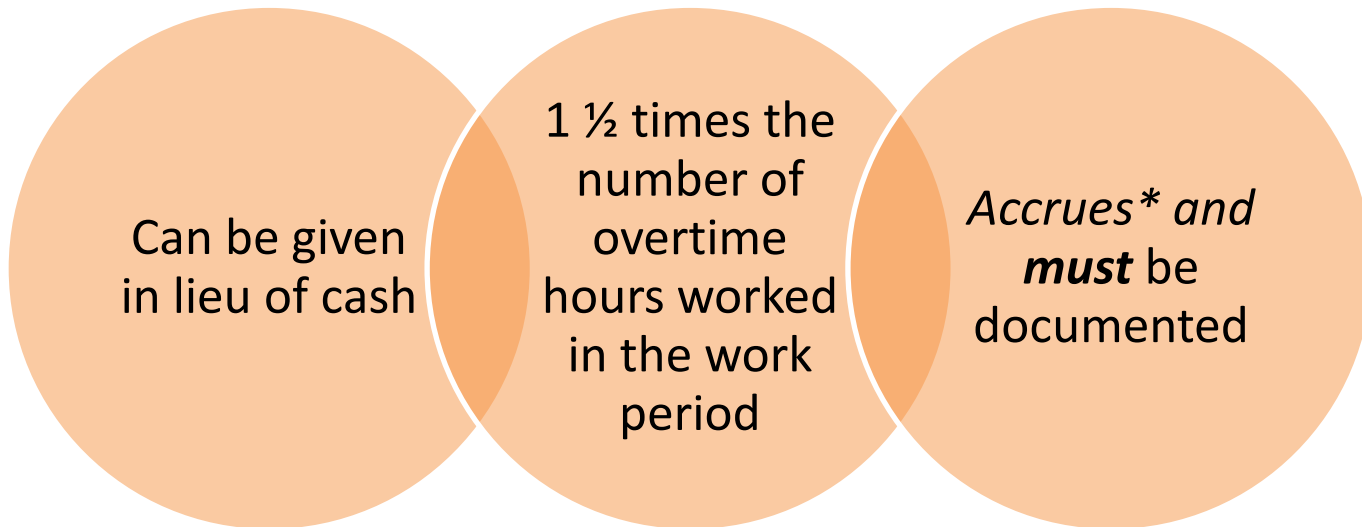 Can be given
in lieu of cash
1 ½ times the
number of
overtime
hours worked
in the work
period
Accrues* and
must be
documented